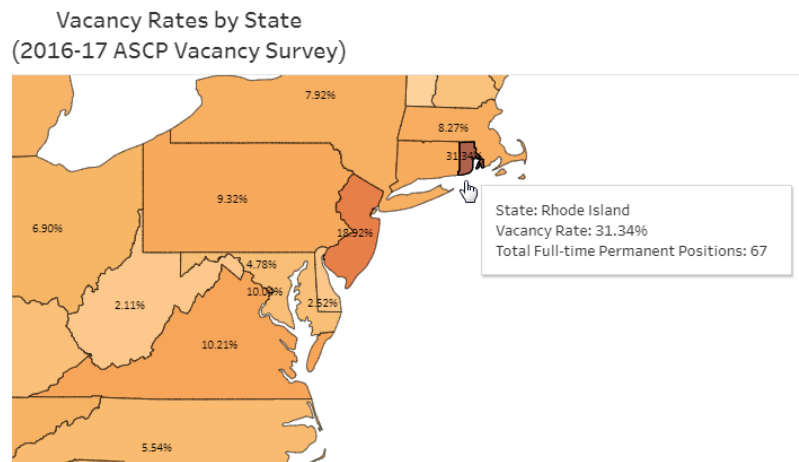 Vacancy Rates by State
(2016-17 ASCP Vacancy Survey)
7.92%
8.27%
31.34%
9.32%
State: Rhode Island
Vacancy Rate: 31.34%
Total Full-time Permanent Positions: 67
6.90%
18.92%
4.78%
10.04%
2.11%
2.52%
10.21%
5.54%